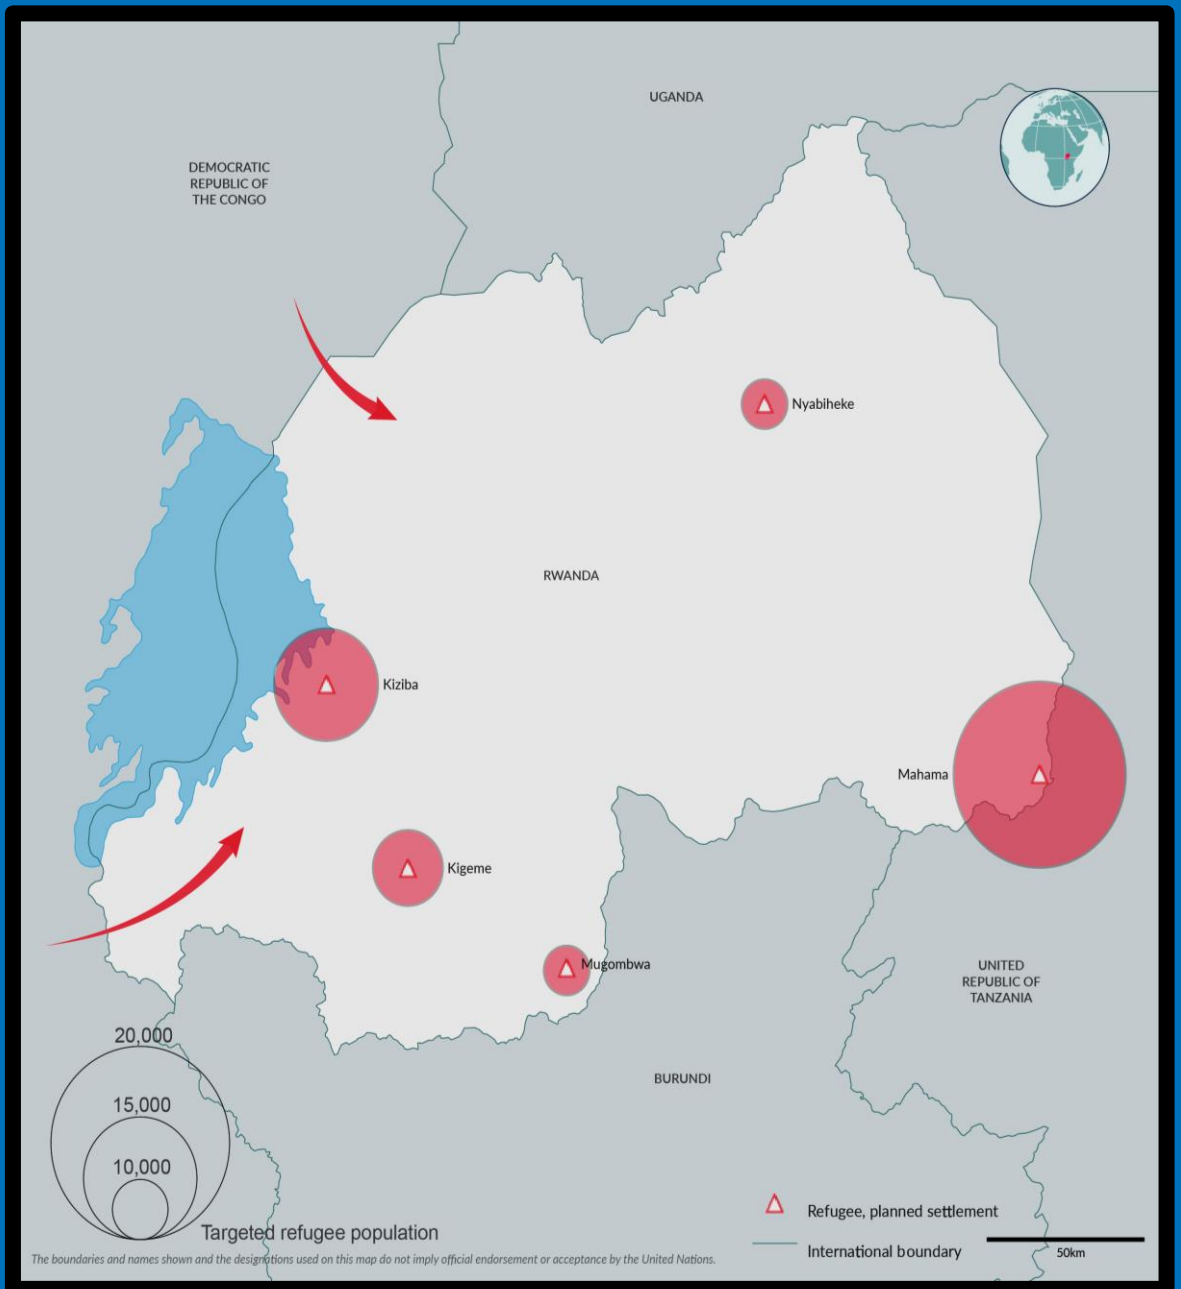 UGANDA
DEMOCRATIC
REPUBLIC OF
THE CONGO
Nyabiheke
RWANDA
Kiziba
Mahama
Kigeme
Mugombwa
UNITED
REPUBLIC OF
TANZANIA
BURUNDI
20,000
15,000
10,000
Targeted refugee population
Refugee, planned settlement
International boundary
50km
The boundaries and names shown and the designations used on this map do not imply official endorsement or acceptance by the United Nations.